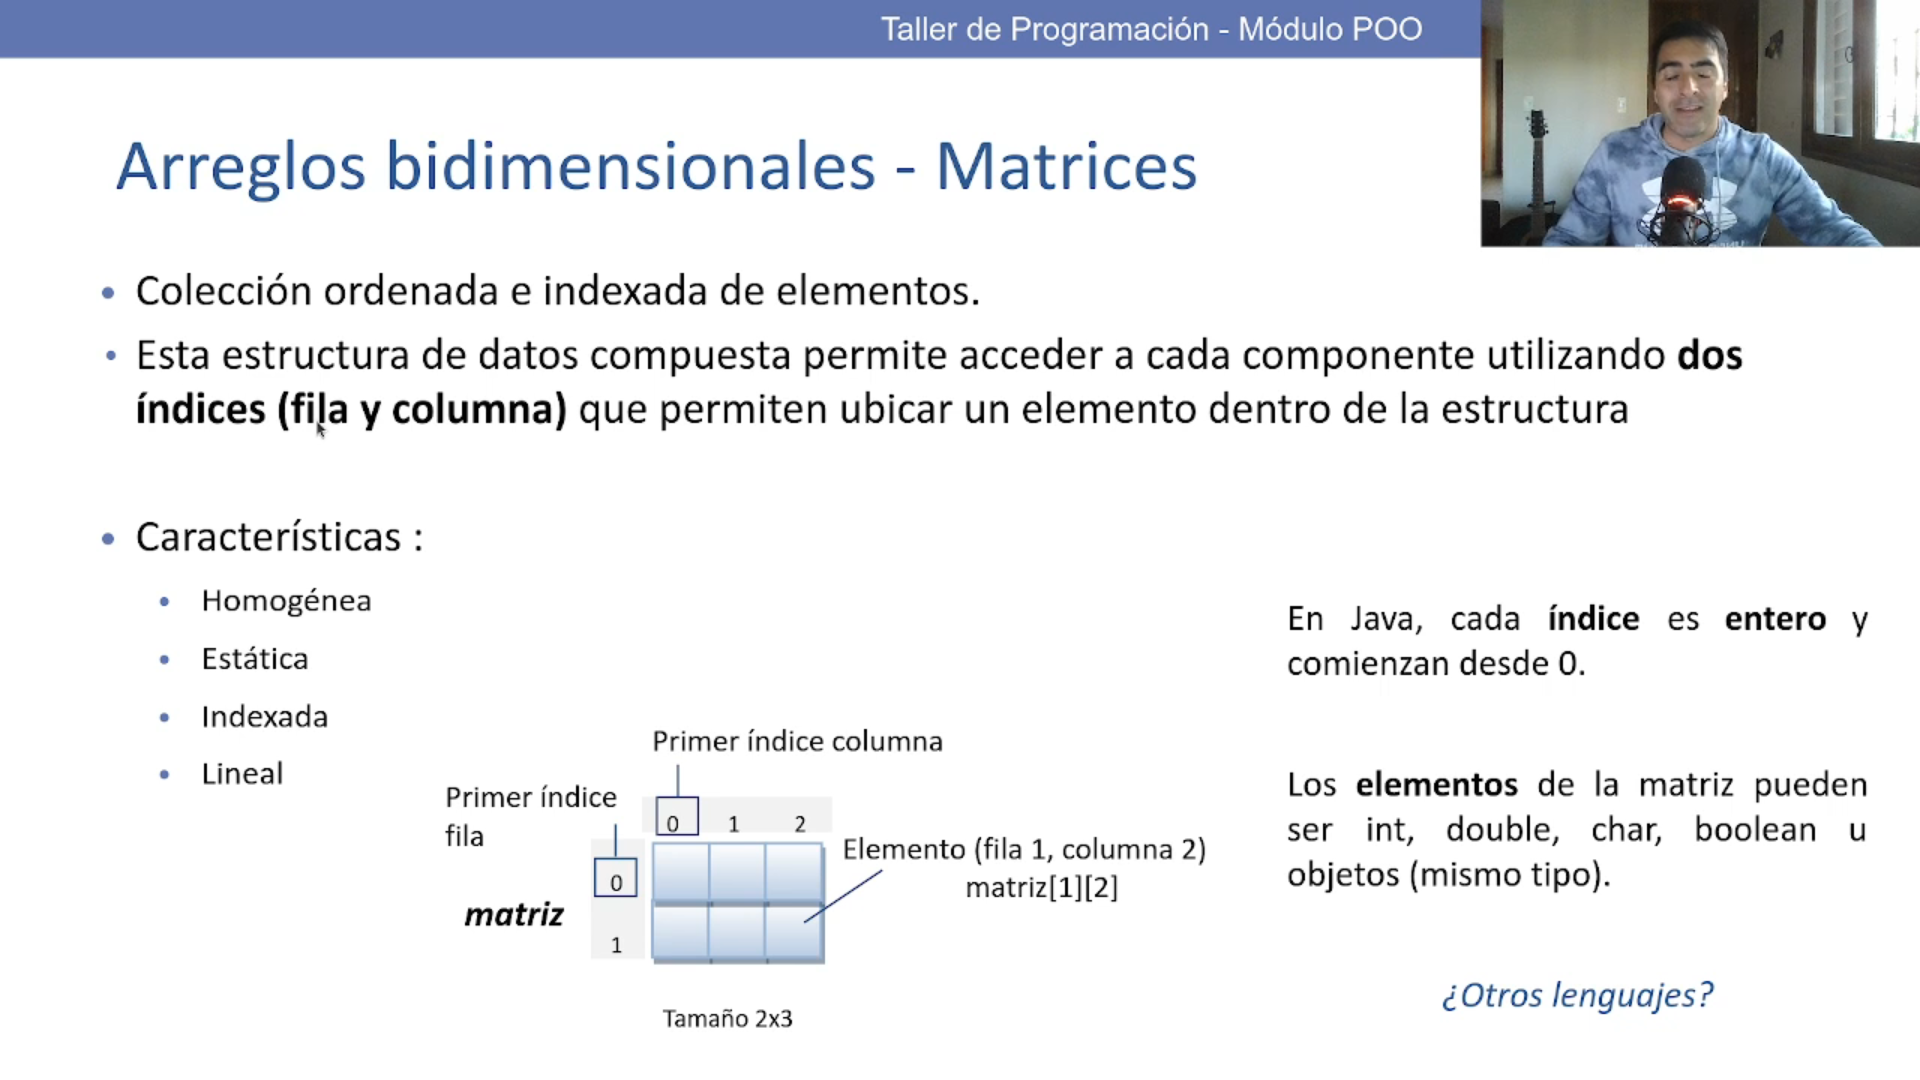 Taller de Programación - Módulo POO
Arreglos bidimensionales - Matrices
Colección ordenada e indexada de elementos.
Esta estructura de datos compuesta permite acceder a cada componente utilizando dos
índices (fila y columna) que permiten ubicar un elemento dentro de la estructura
Características :
Homogénea
Estática
Indexada
Lineal
Primer índice columna
Primer índice
fila
0 1 2
0
1
matriz
Elemento (fila 1, columna 2)
matriz[1][2]
Tamaño 2x3
En Java, cada índice es entero y
comienzan desde 0.
Los elementos de la matriz pueden
ser int, double, char, boolean u
objetos (mismo tipo).
¿Otros lenguajes?